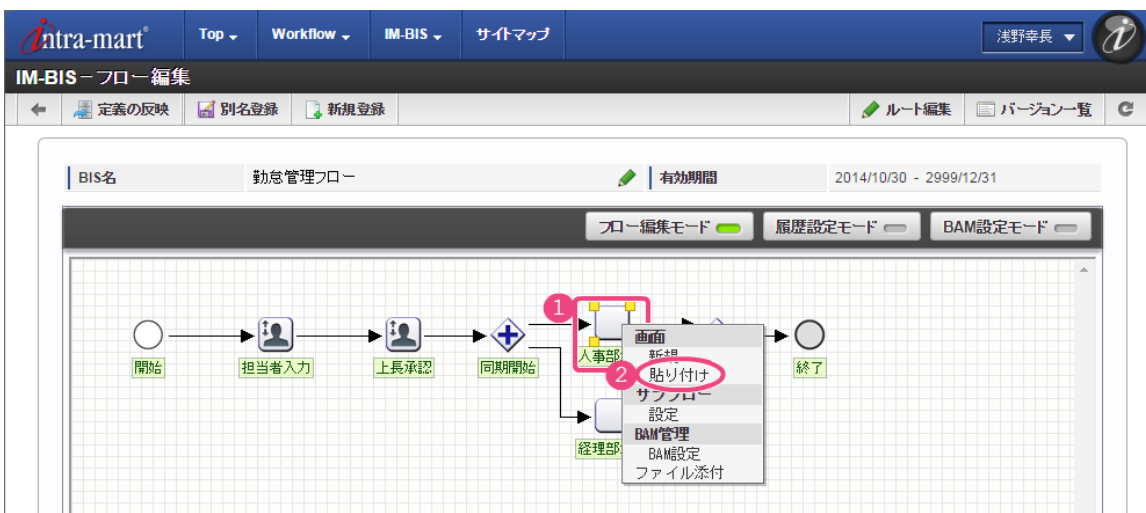 intra-mart®
Top
Workflow
IM-BIS
サイトマップ
浅野幸長
IM-BIS－フロー編集
定義の反映
別名登録
新規登録
ルート編集
バージョン一覧
BIS名
勤怠管理フロー
有効期間
2014/10/30 - 2999/12/31
フロー編集モード
履歴設定モード
BAM設定モード
1
開始
担当者入力
上長承認
同期開始
人事部
終了
画面
新規
2
貼り付け
サブフロー
設定
BAM管理
BAM設定
ファイル添付
経理部